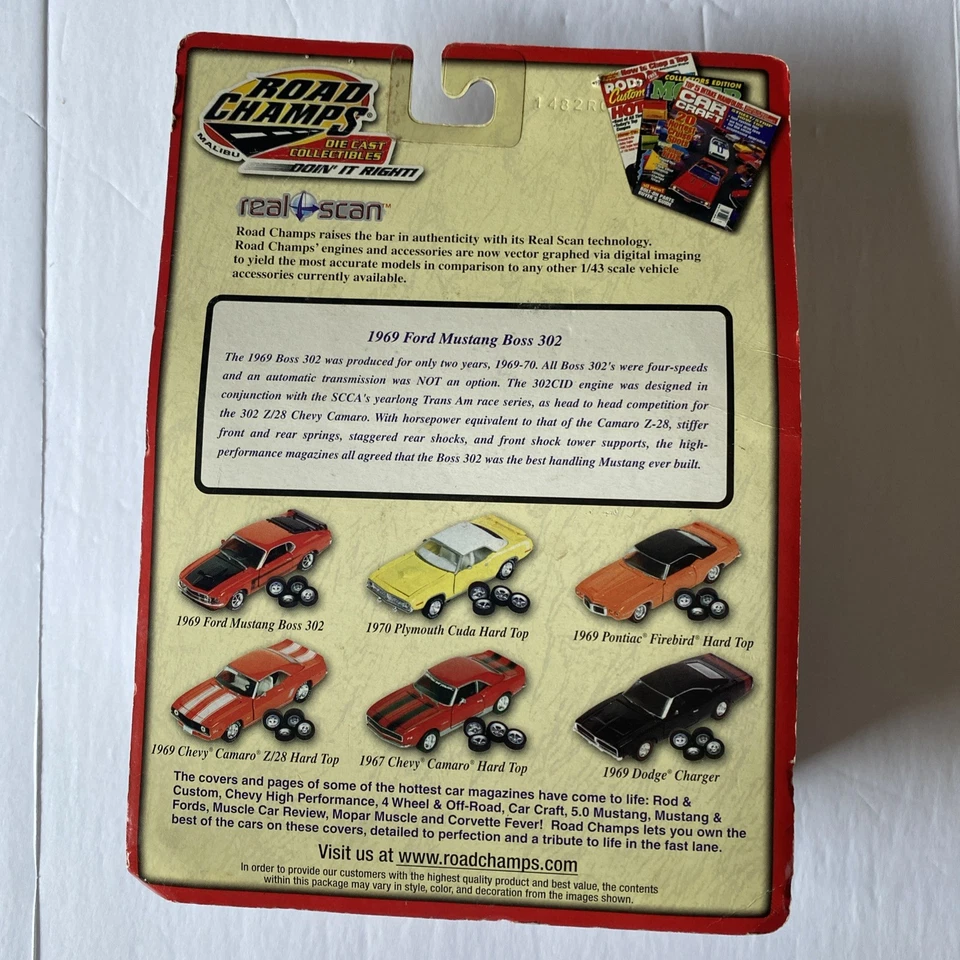 ROAD
CHAMPS®
MALIBU
DIE CAST
COLLECTIBLES
DOIN' IT RIGHT!
How to Chop a Top
ROD &
Custom
HOT
COLLECTORS EDITION
CAR
CRAFT
20
real scan™
Road Champs raises the bar in authenticity with its Real Scan technology.
Road Champs' engines and accessories are now vector graphed via digital imaging
to yield the most accurate models in comparison to any other 1/43 scale vehicle
accessories currently available.
1969 Ford Mustang Boss 302
The 1969 Boss 302 was produced for only two years, 1969-70. All Boss 302's were four-speeds
and an automatic transmission was NOT an option. The 302CID engine was designed in
conjunction with the SCCA's yearlong Trans Am race series, as head to head competition for
the 302 Z/28 Chevy Camaro. With horsepower equivalent to that of the Camaro Z-28, stiffer
front and rear springs, staggered rear shocks, and front shock tower supports, the high-
performance magazines all agreed that the Boss 302 was the best handling Mustang ever built.
1969 Ford Mustang Boss 302
1970 Plymouth Cuda Hard Top
1969 Pontiac® Firebird® Hard Top
1969 Chevy® Camaro® Z/28 Hard Top
1967 Chevy® Camaro® Hard Top
1969 Dodge® Charger
The covers and pages of some of the hottest car magazines have come to life: Rod &
Custom, Chevy High Performance, 4 Wheel & Off-Road, Car Craft, 5.0 Mustang, Mustang &
Fords, Muscle Car Review, Mopar Muscle and Corvette Fever! Road Champs lets you own the
best of the cars on these covers, detailed to perfection and a tribute to life in the fast lane.
Visit us at www.roadchamps.com
In order to provide our customers with the highest quality product and best value, the contents
within this package may vary in style, color, and decoration from the images shown.